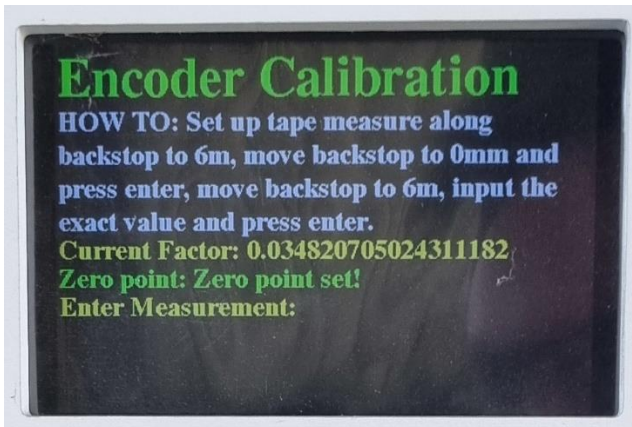 Encoder Calibration
HOW TO: Set up tape measure along
backstop to 6m, move backstop to 0mm and
press enter, move backstop to 6m, input the
exact value and press enter.
Current Factor: 0.034820705024311182
Zero point: Zero point set!
Enter Measurement: